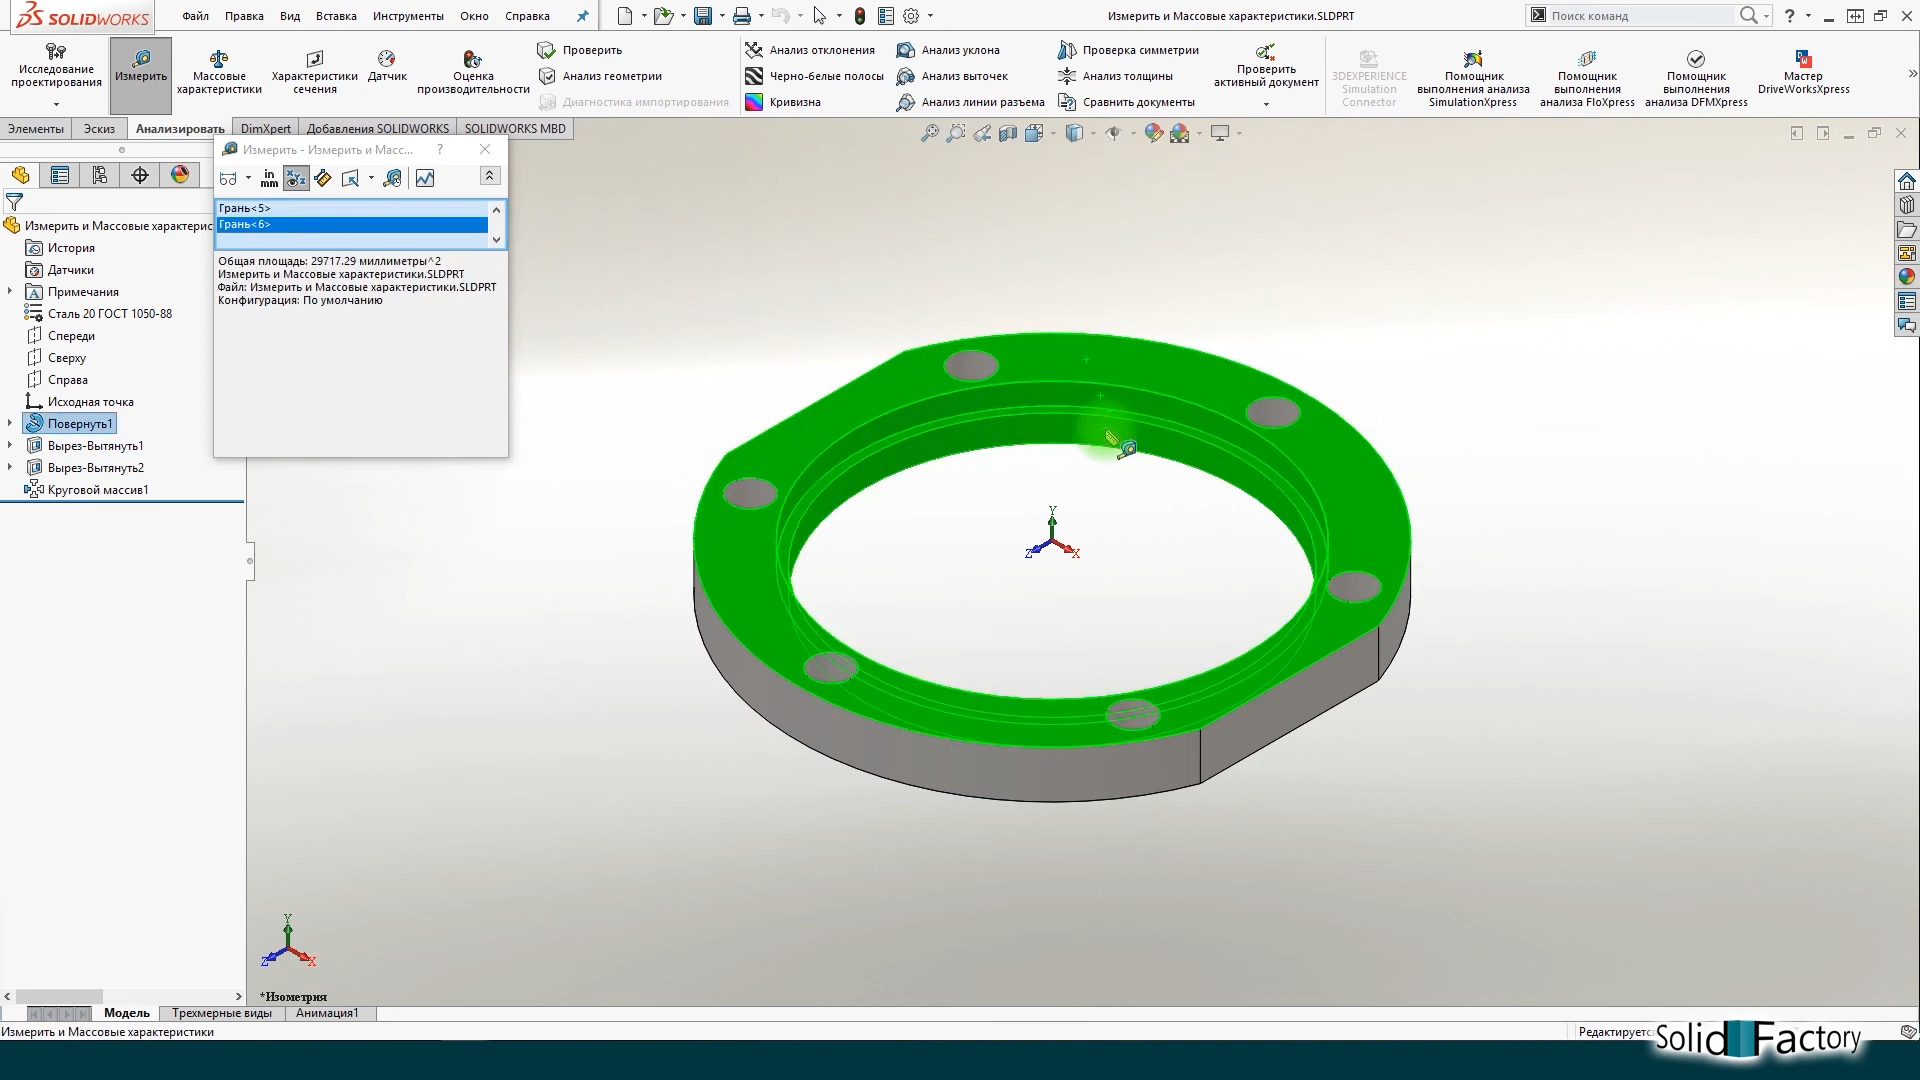 SOLIDWORKS
Файл Правка Вид Вставка Инструменты Окно Справка
Измерить и Массовые характеристики.SLDPRT
Поиск команд
?
Исследование проектирования
Измерить
Массовые характеристики
Характеристики сечения
Датчик
Оценка производительности
Проверить
Анализ геометрии
Диагностика импортирования
Анализ отклонения
Черно-белые полосы
Кривизна
Анализ уклона
Анализ выточек
Анализ линии разъема
Проверка симметрии
Анализ толщины
Сравнить документы
Проверить активный документ
3DEXPERIENCE Simulation Connector
Помощник выполнения анализа SimulationXpress
Помощник выполнения анализа FloXpress
Помощник выполнения анализа DFMXpress
Мастер DriveWorksXpress
Элементы Эскиз Анализировать DimXpert Добавления SOLIDWORKS SOLIDWORKS MBD
Измерить - Измерить и Масс... ?
in
mm
Грань<5>
Грань<6>
Общая площадь: 29717.29 миллиметры^2
Измерить и Массовые характеристики.SLDPRT
Файл: Измерить и Массовые характеристики.SLDPRT
Конфигурация: По умолчанию
Измерить и Массовые характерис
История
Датчики
Примечания
Сталь 20 ГОСТ 1050-88
Спереди
Сверху
Справа
Исходная точка
Повернуть1
Вырез-Вытянуть1
Вырез-Вытянуть2
Круговой массив1
Y
Z X
Y
Z X
*Изометрия
Модель Трехмерные виды Анимация1
Измерить и Массовые характеристики
Редактируетс
Solid Factory